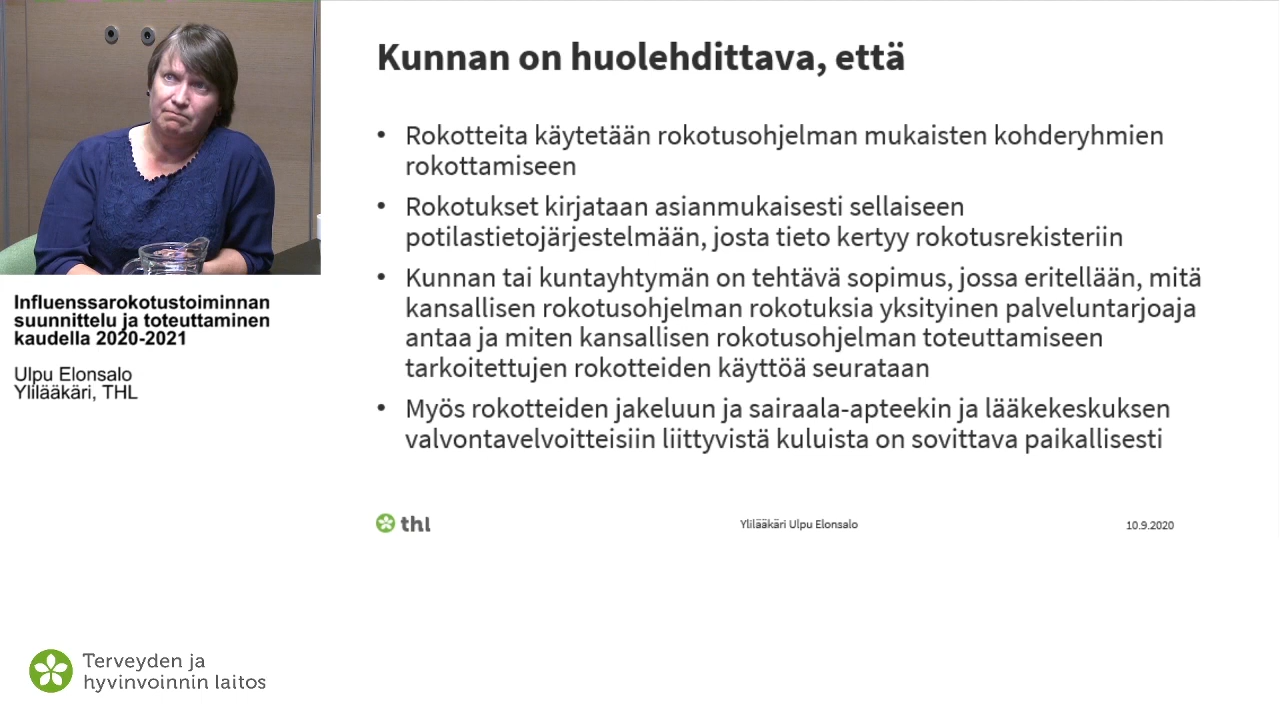 Kunnan on huolehdittava, että
• Rokotteita käytetään rokotusohjelman mukaisten kohderyhmien
rokottamiseen
• Rokotukset kirjataan asianmukaisesti sellaiseen
potilastietojärjestelmään, josta tieto kertyy rokotusrekisteriin
• Kunnan tai kuntayhtymän on tehtävä sopimus, jossa eritellään, mitä
kansallisen rokotusohjelman rokotuksia yksityinen palveluntarjoaja
antaa ja miten kansallisen rokotusohjelman toteuttamiseen
tarkoitettujen rokotteiden käyttöä seurataan
• Myös rokotteiden jakeluun ja sairaala-apteekin ja lääkekeskuksen
valvontavelvoitteisiin liittyvistä kuluista on sovittava paikallisesti
thl
Ylilääkäri Ulpu Elonsalo
10.9.2020
Influenssarokotustoiminnan
suunnittelu ja toteuttaminen
kaudella 2020-2021
Ulpu Elonsalo
Ylilääkäri, THL
Terveyden ja
hyvinvoinnin laitos